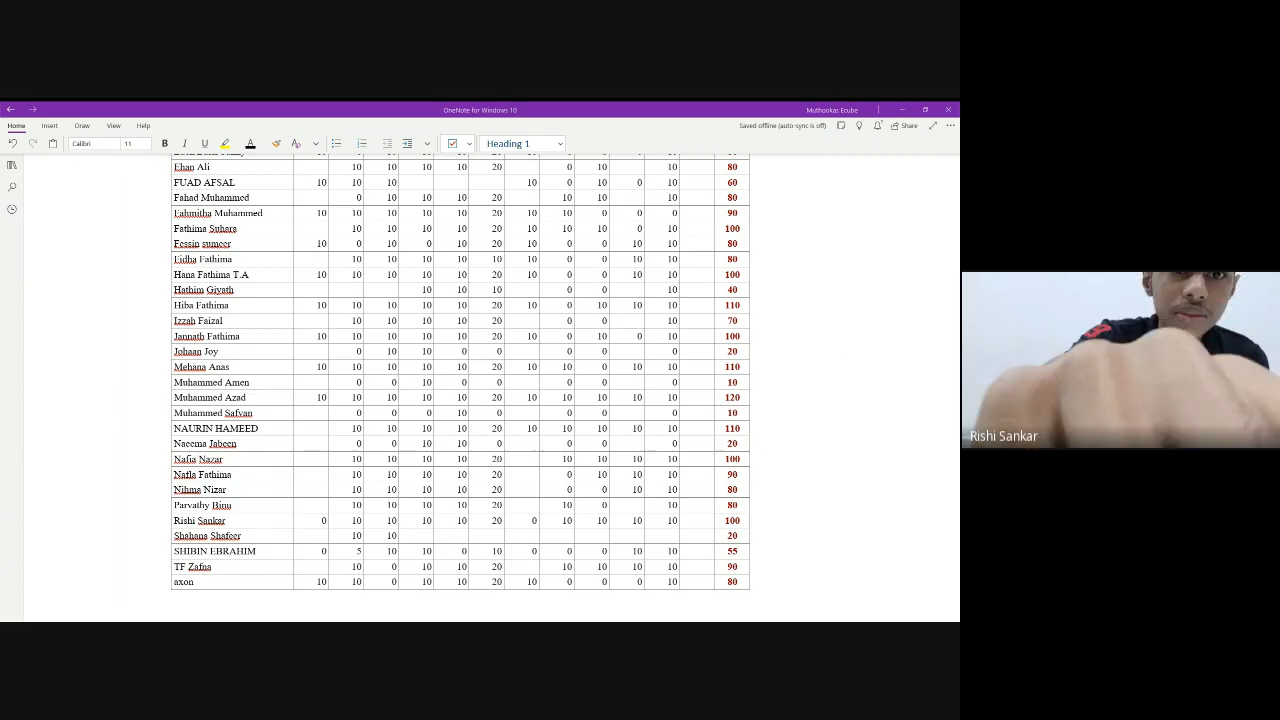 OneNote for Windows 10
Muthookas Ecube
Home Insert Draw View Help
Saved offline (auto-sync is off) Share
Calibri 11 B I U A Heading 1
Ehan Ali 10 10 10 10 20 0 10 10 80
FUAD AFSAL 10 10 10 10 0 10 0 10 60
Fahad Muhammed 0 10 10 10 20 10 10 10 80
Fahmitha Muhammed 10 10 10 10 10 20 10 10 0 0 0 90
Fathima Suhara 10 10 10 10 20 10 10 10 0 10 100
Fessin sumeer 10 0 10 0 10 20 10 0 0 10 10 80
Fidha Fathima 10 10 10 10 10 10 0 0 10 10 80
Hana Fathima T.A 10 10 10 10 10 20 10 0 10 10 10 100
Hathim Giyath 10 10 10 0 0 10 40
Hiba Fathima 10 10 10 10 10 20 10 0 10 10 10 110
Izzah Faizal 10 10 10 10 20 0 0 10 70
Jannath Fathima 10 10 10 10 10 20 10 0 10 0 10 100
Johaan Joy 0 10 10 0 0 0 0 0 20
Mehana Anas 10 10 10 10 10 20 10 10 0 10 10 110
Muhammed Amen 0 0 10 0 0 0 0 0 10
Muhammed Azad 10 10 10 10 10 20 10 10 10 10 10 120
Muhammed Safvan 0 0 0 10 0 0 0 0 10
NAURIN HAMEED 10 10 10 10 20 10 10 10 10 10 110
Naeema Jabeen 0 0 10 10 0 0 0 0 20
Nafia Nazar 10 10 10 10 20 10 10 10 10 100
Nafla Fathima 10 10 10 10 20 0 10 10 10 90
Nihma Nizar 10 10 10 10 20 0 0 10 10 80
Parvathy Binu 10 10 10 10 20 10 0 10 80
Rishi Sankar 0 10 10 10 10 20 0 10 10 10 10 100
Shahana Shafeer 10 10 20
SHIBIN EBRAHIM 0 5 10 10 0 10 0 0 0 10 10 55
TF Zafna 10 0 10 10 20 10 10 10 10 90
axon 10 10 0 10 10 20 10 0 0 10 10 80
Rishi Sankar